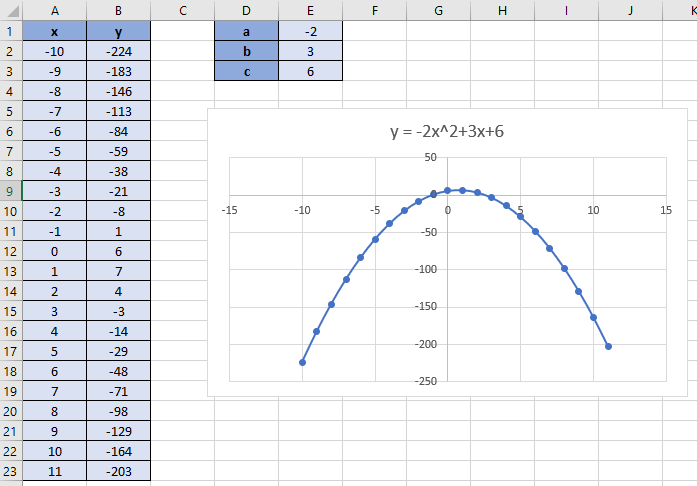 A B C D E F G H I J K
1 x y a -2
2 -10 -224 b 3
3 -9 -183 c 6
4 -8 -146
5 -7 -113
6 -6 -84
7 -5 -59
8 -4 -38
9 -3 -21
10 -2 -8
11 -1 1
12 0 6
13 1 7
14 2 4
15 3 -3
16 4 -14
17 5 -29
18 6 -48
19 7 -71
20 8 -98
21 9 -129
22 10 -164
23 11 -203
y = -2x^2+3x+6
50
0
-15 -10 -5 0 5 10 15
-50
-100
-150
-200
-250